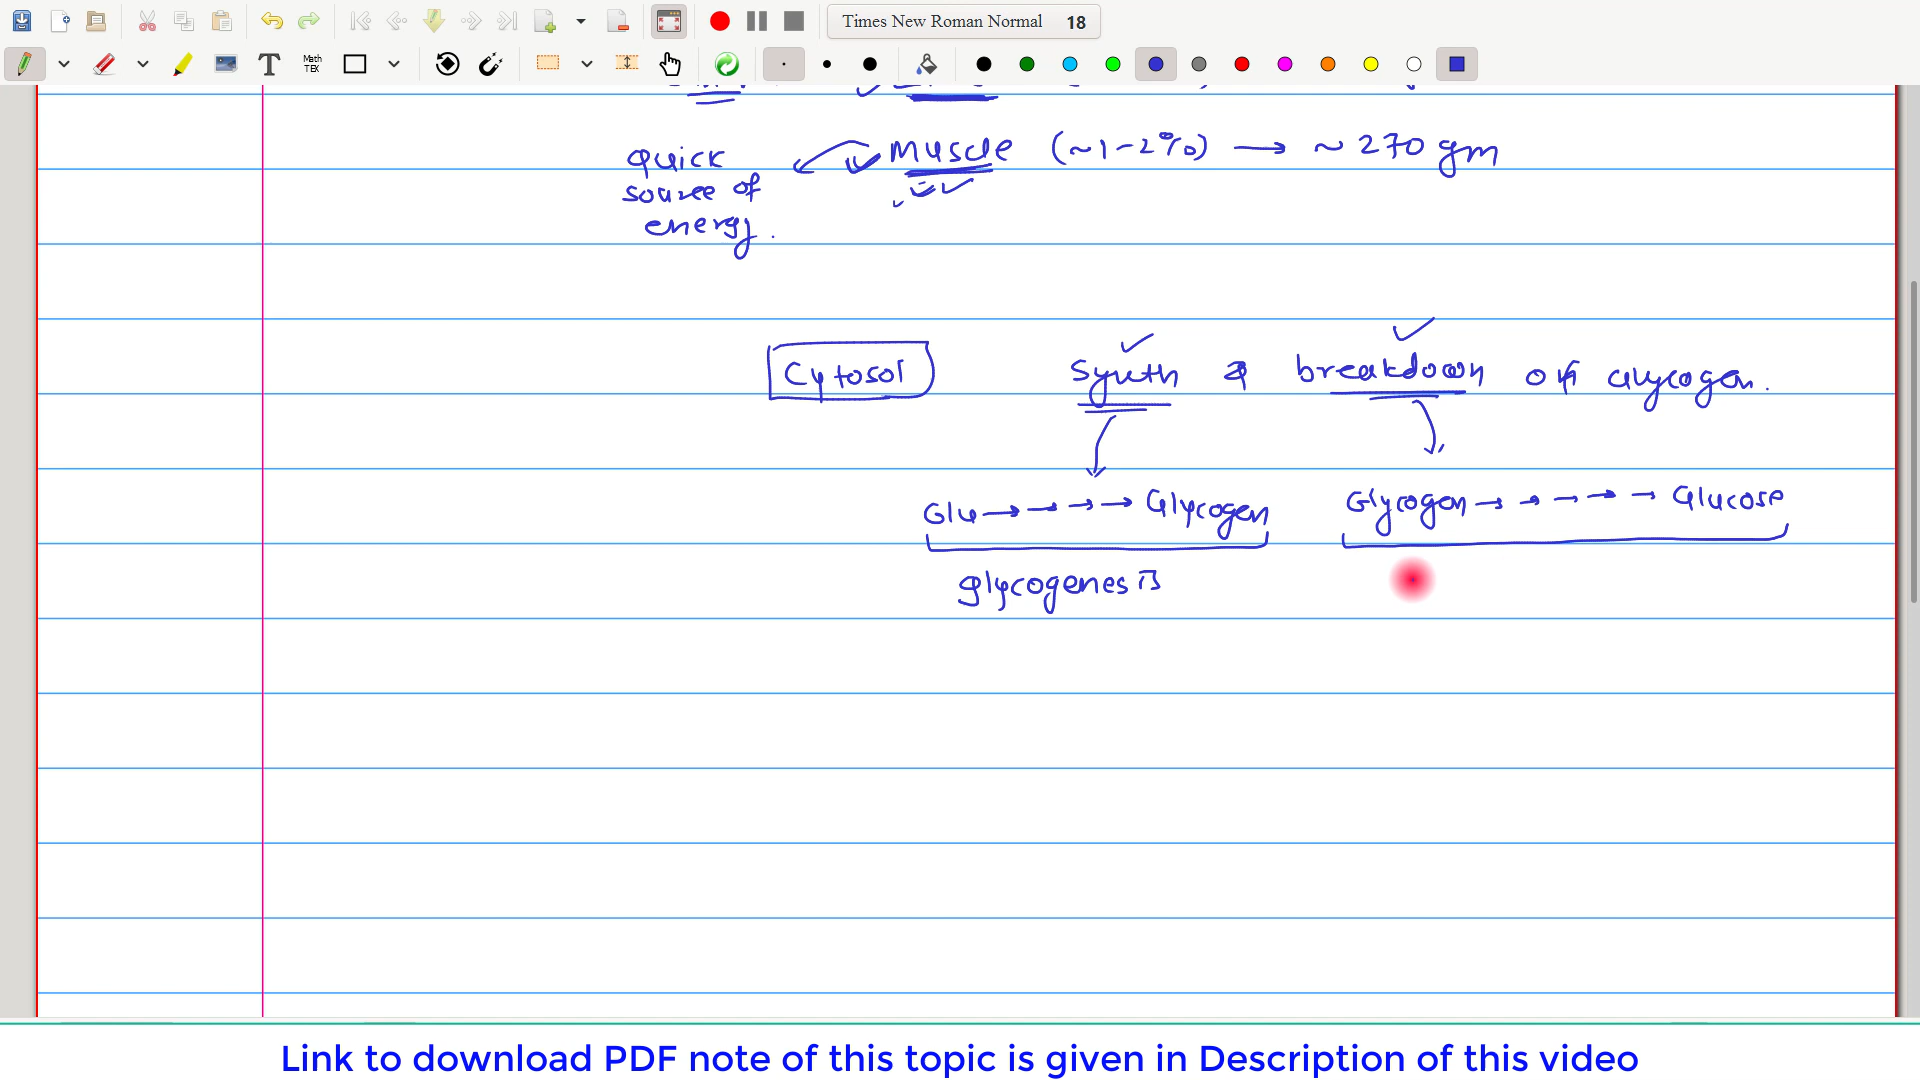 Times New Roman Normal 18
Math
TEX
Muscle (~1-2%) → ~ 270 gm
quick
source of
energy.
Cytosol Synth & breakdown of Glycogen.
Glu → → → → Glycogen Glycogen → → → → → Glucose
glycogenesis
Link to download PDF note of this topic is given in Description of this video